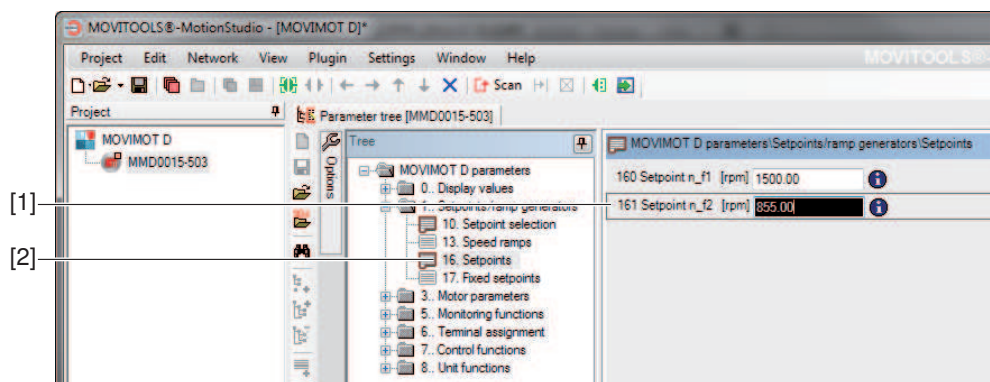 MOVITOOLS®-MotionStudio - [MOVIMOT D]*
Project Edit Network View Plugin Settings Window Help
MOVITOOLS®-
Scan
Project
Parameter tree [MMD0015-503]
MOVIMOT D
MMD0015-503
Options
Tree
MOVIMOT D parameters
0.. Display values
1.. Setpoints/ramp generators
10. Setpoint selection
13. Speed ramps
16. Setpoints
17. Fixed setpoints
3.. Motor parameters
5.. Monitoring functions
6.. Terminal assignment
7.. Control functions
8.. Unit functions
MOVIMOT D parameters\Setpoints/ramp generators\Setpoints
160 Setpoint n_f1 [rpm] 1500.00
161 Setpoint n_f2 [rpm] 855.00
[1]
[2]